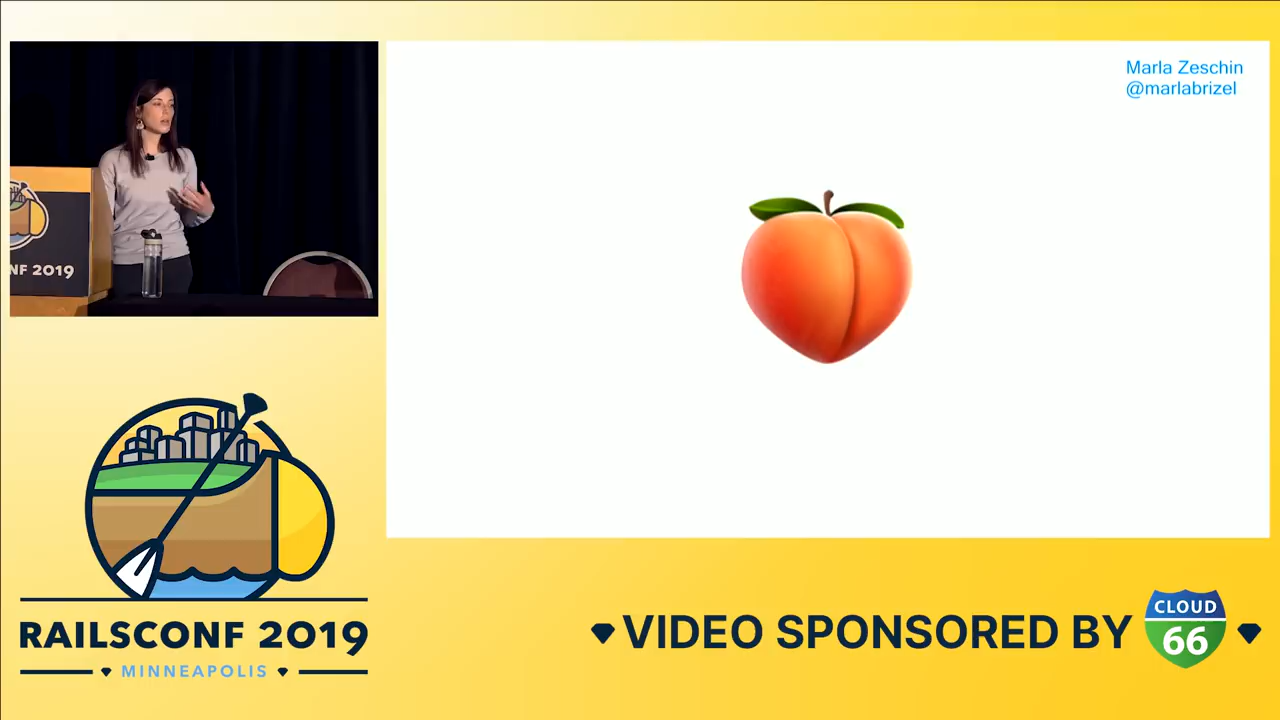 Marla Zeschin
@marlabrizel
NF 2019
RAILSCONF 2019
MINNEAPOLIS
VIDEO SPONSORED BY
CLOUD
66